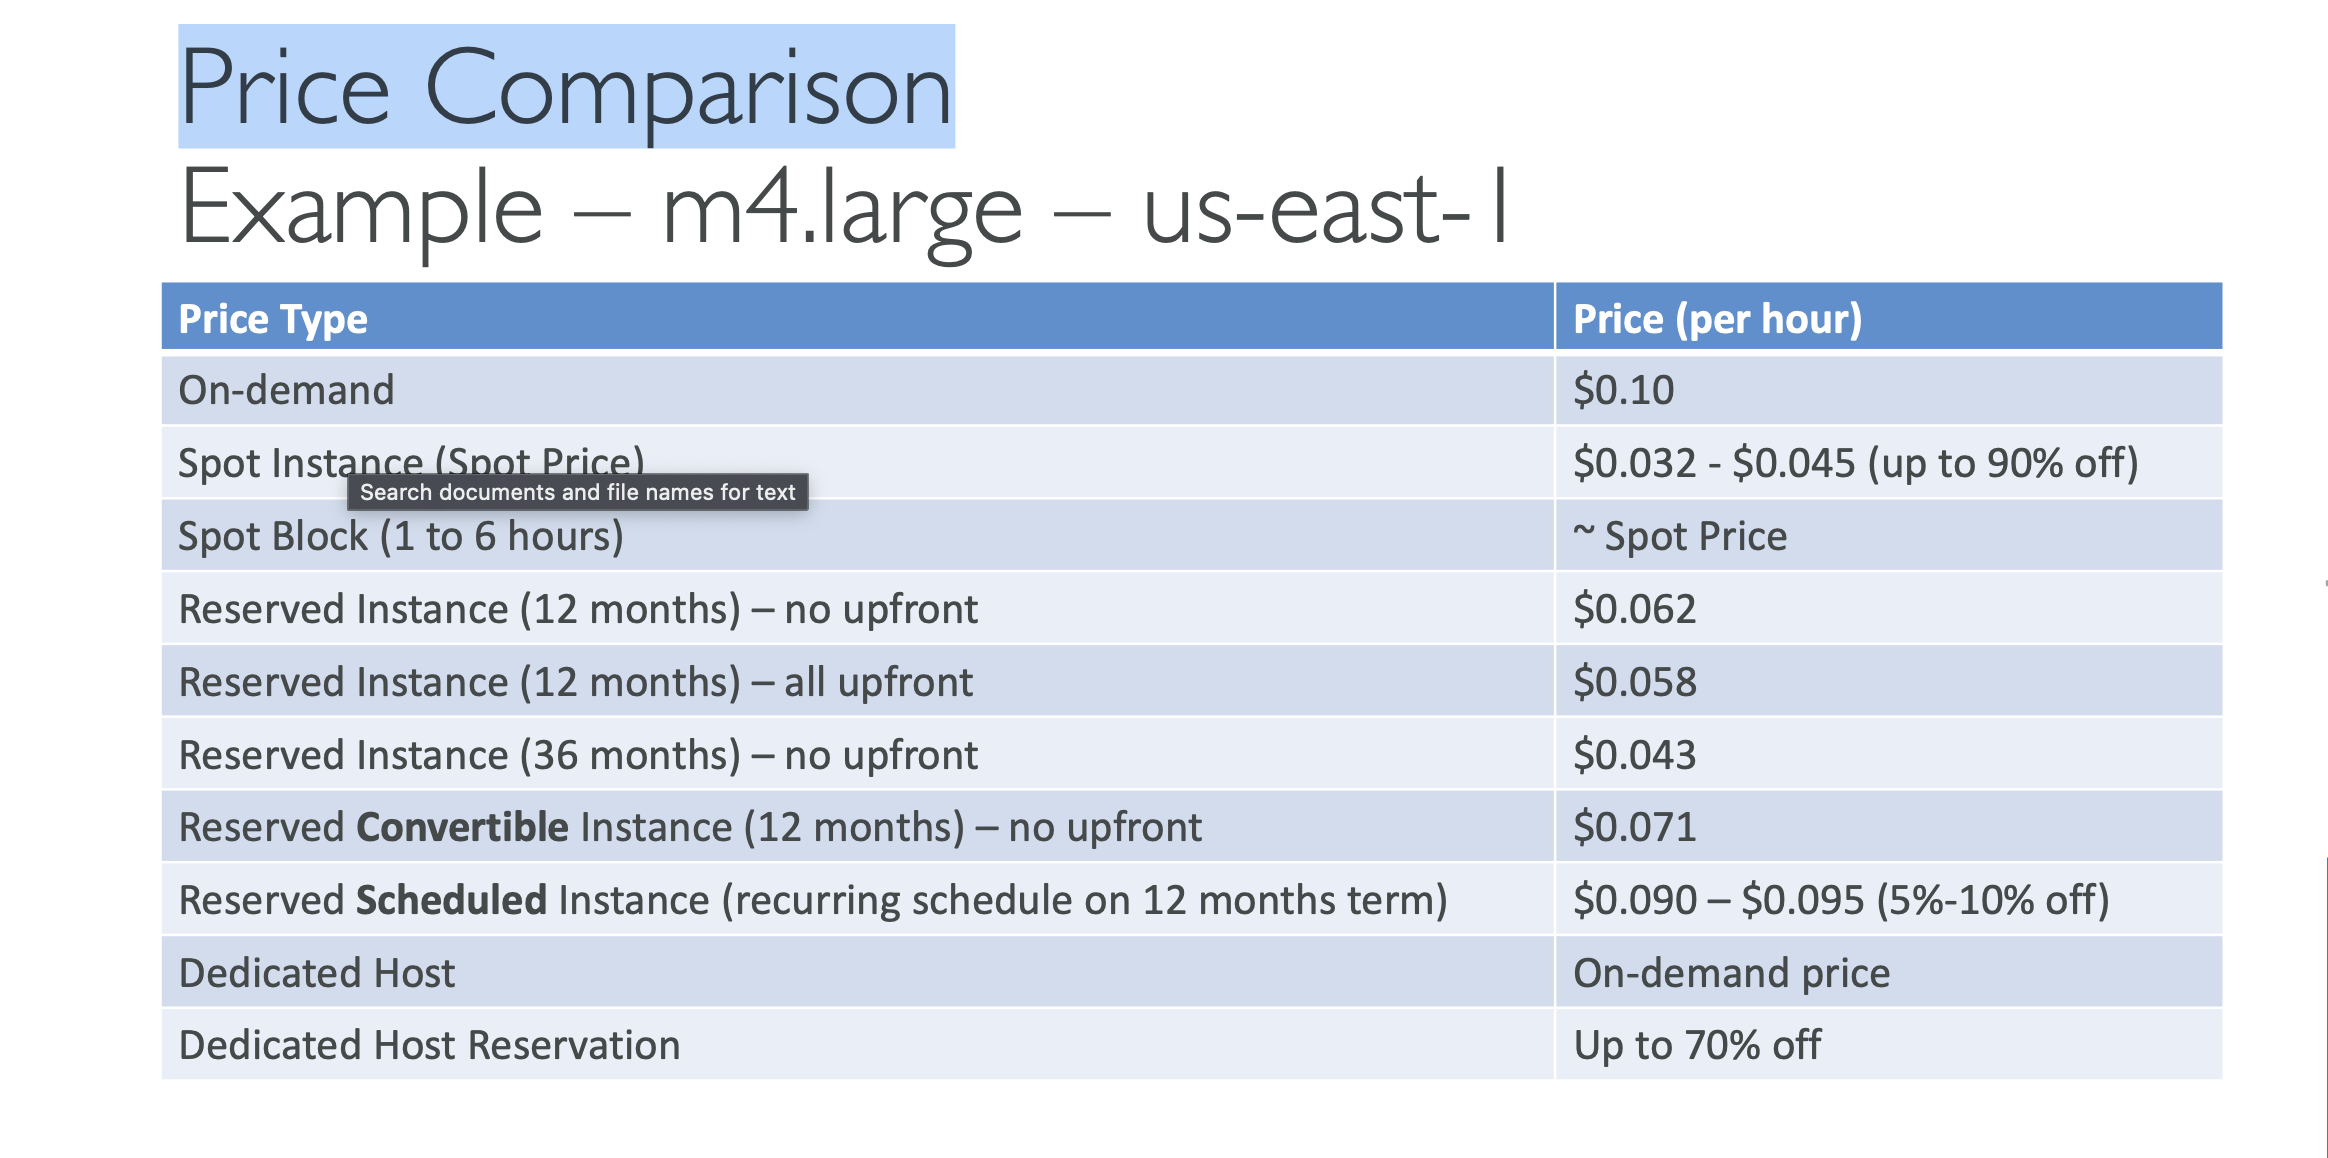 Price Comparison
Example – m4.large – us-east-1
Price Type Price (per hour)
On-demand $0.10
Spot Instance (Spot Price) $0.032 - $0.045 (up to 90% off)
Search documents and file names for text
Spot Block (1 to 6 hours) ~ Spot Price
Reserved Instance (12 months) – no upfront $0.062
Reserved Instance (12 months) – all upfront $0.058
Reserved Instance (36 months) – no upfront $0.043
Reserved Convertible Instance (12 months) – no upfront $0.071
Reserved Scheduled Instance (recurring schedule on 12 months term) $0.090 – $0.095 (5%-10% off)
Dedicated Host On-demand price
Dedicated Host Reservation Up to 70% off